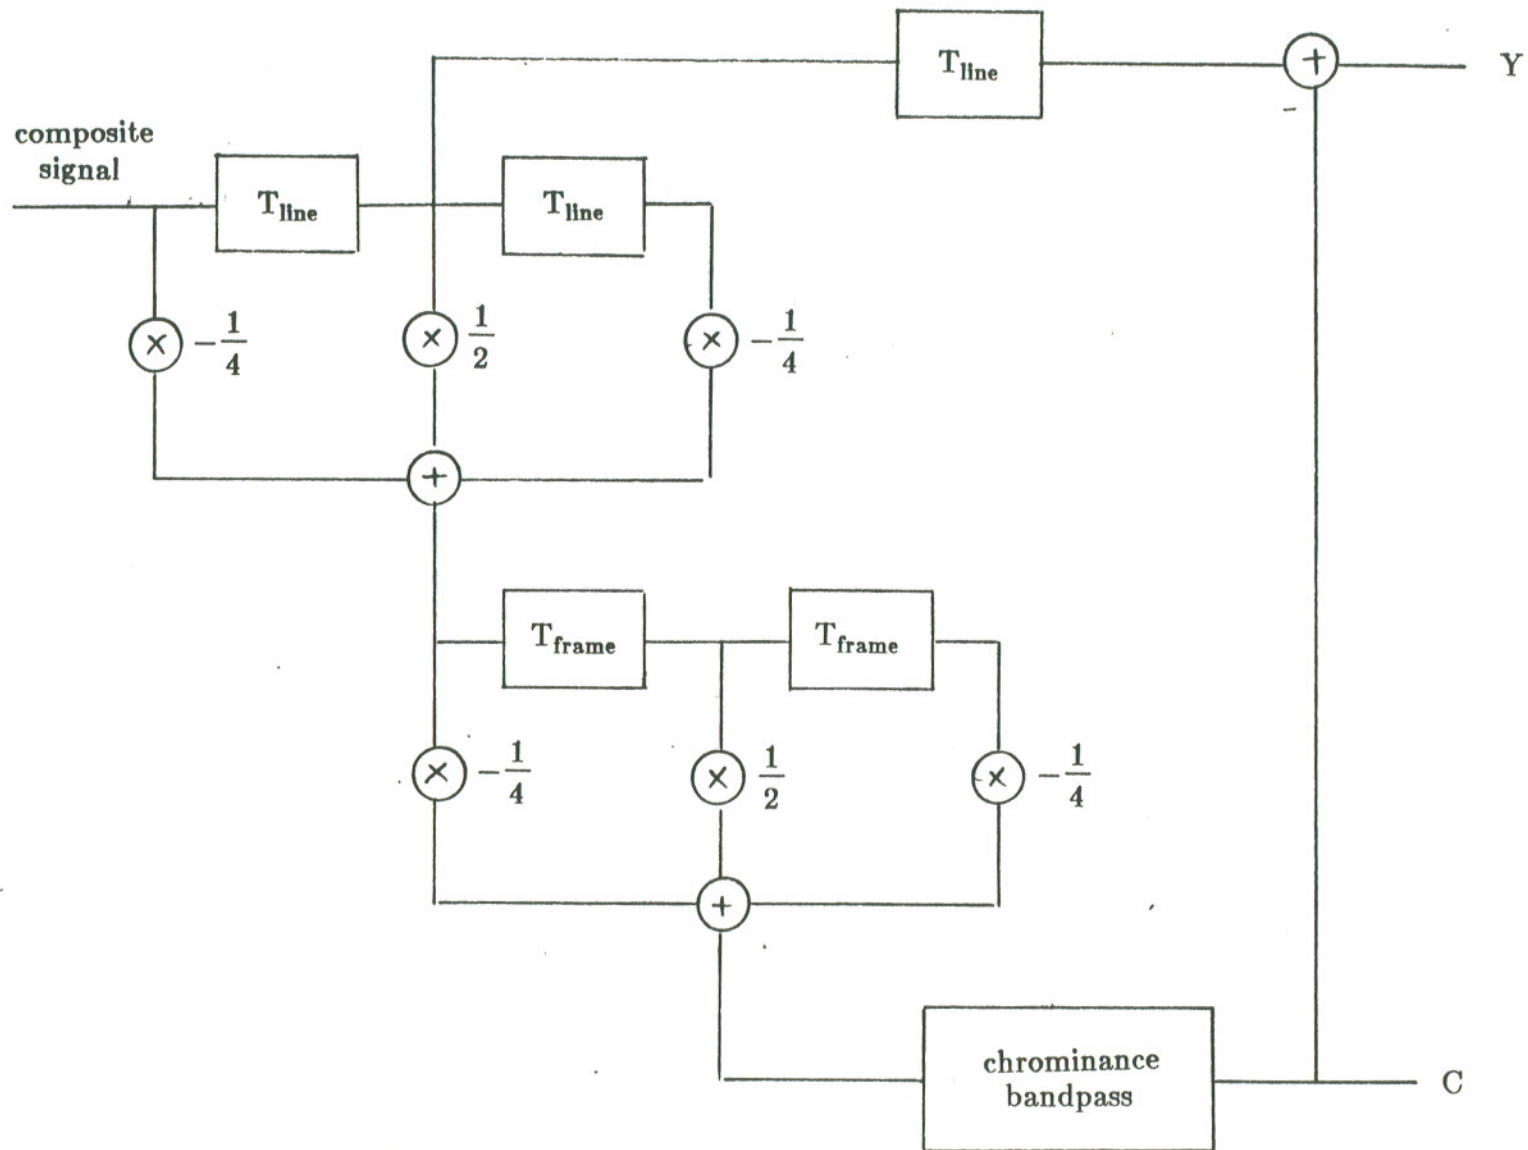 T_line
+
Y
-
composite
signal
T_line
T_line
× -1/4
× 1/2
× -1/4
+
T_frame
T_frame
× -1/4
× 1/2
× -1/4
+
chrominance
bandpass
C